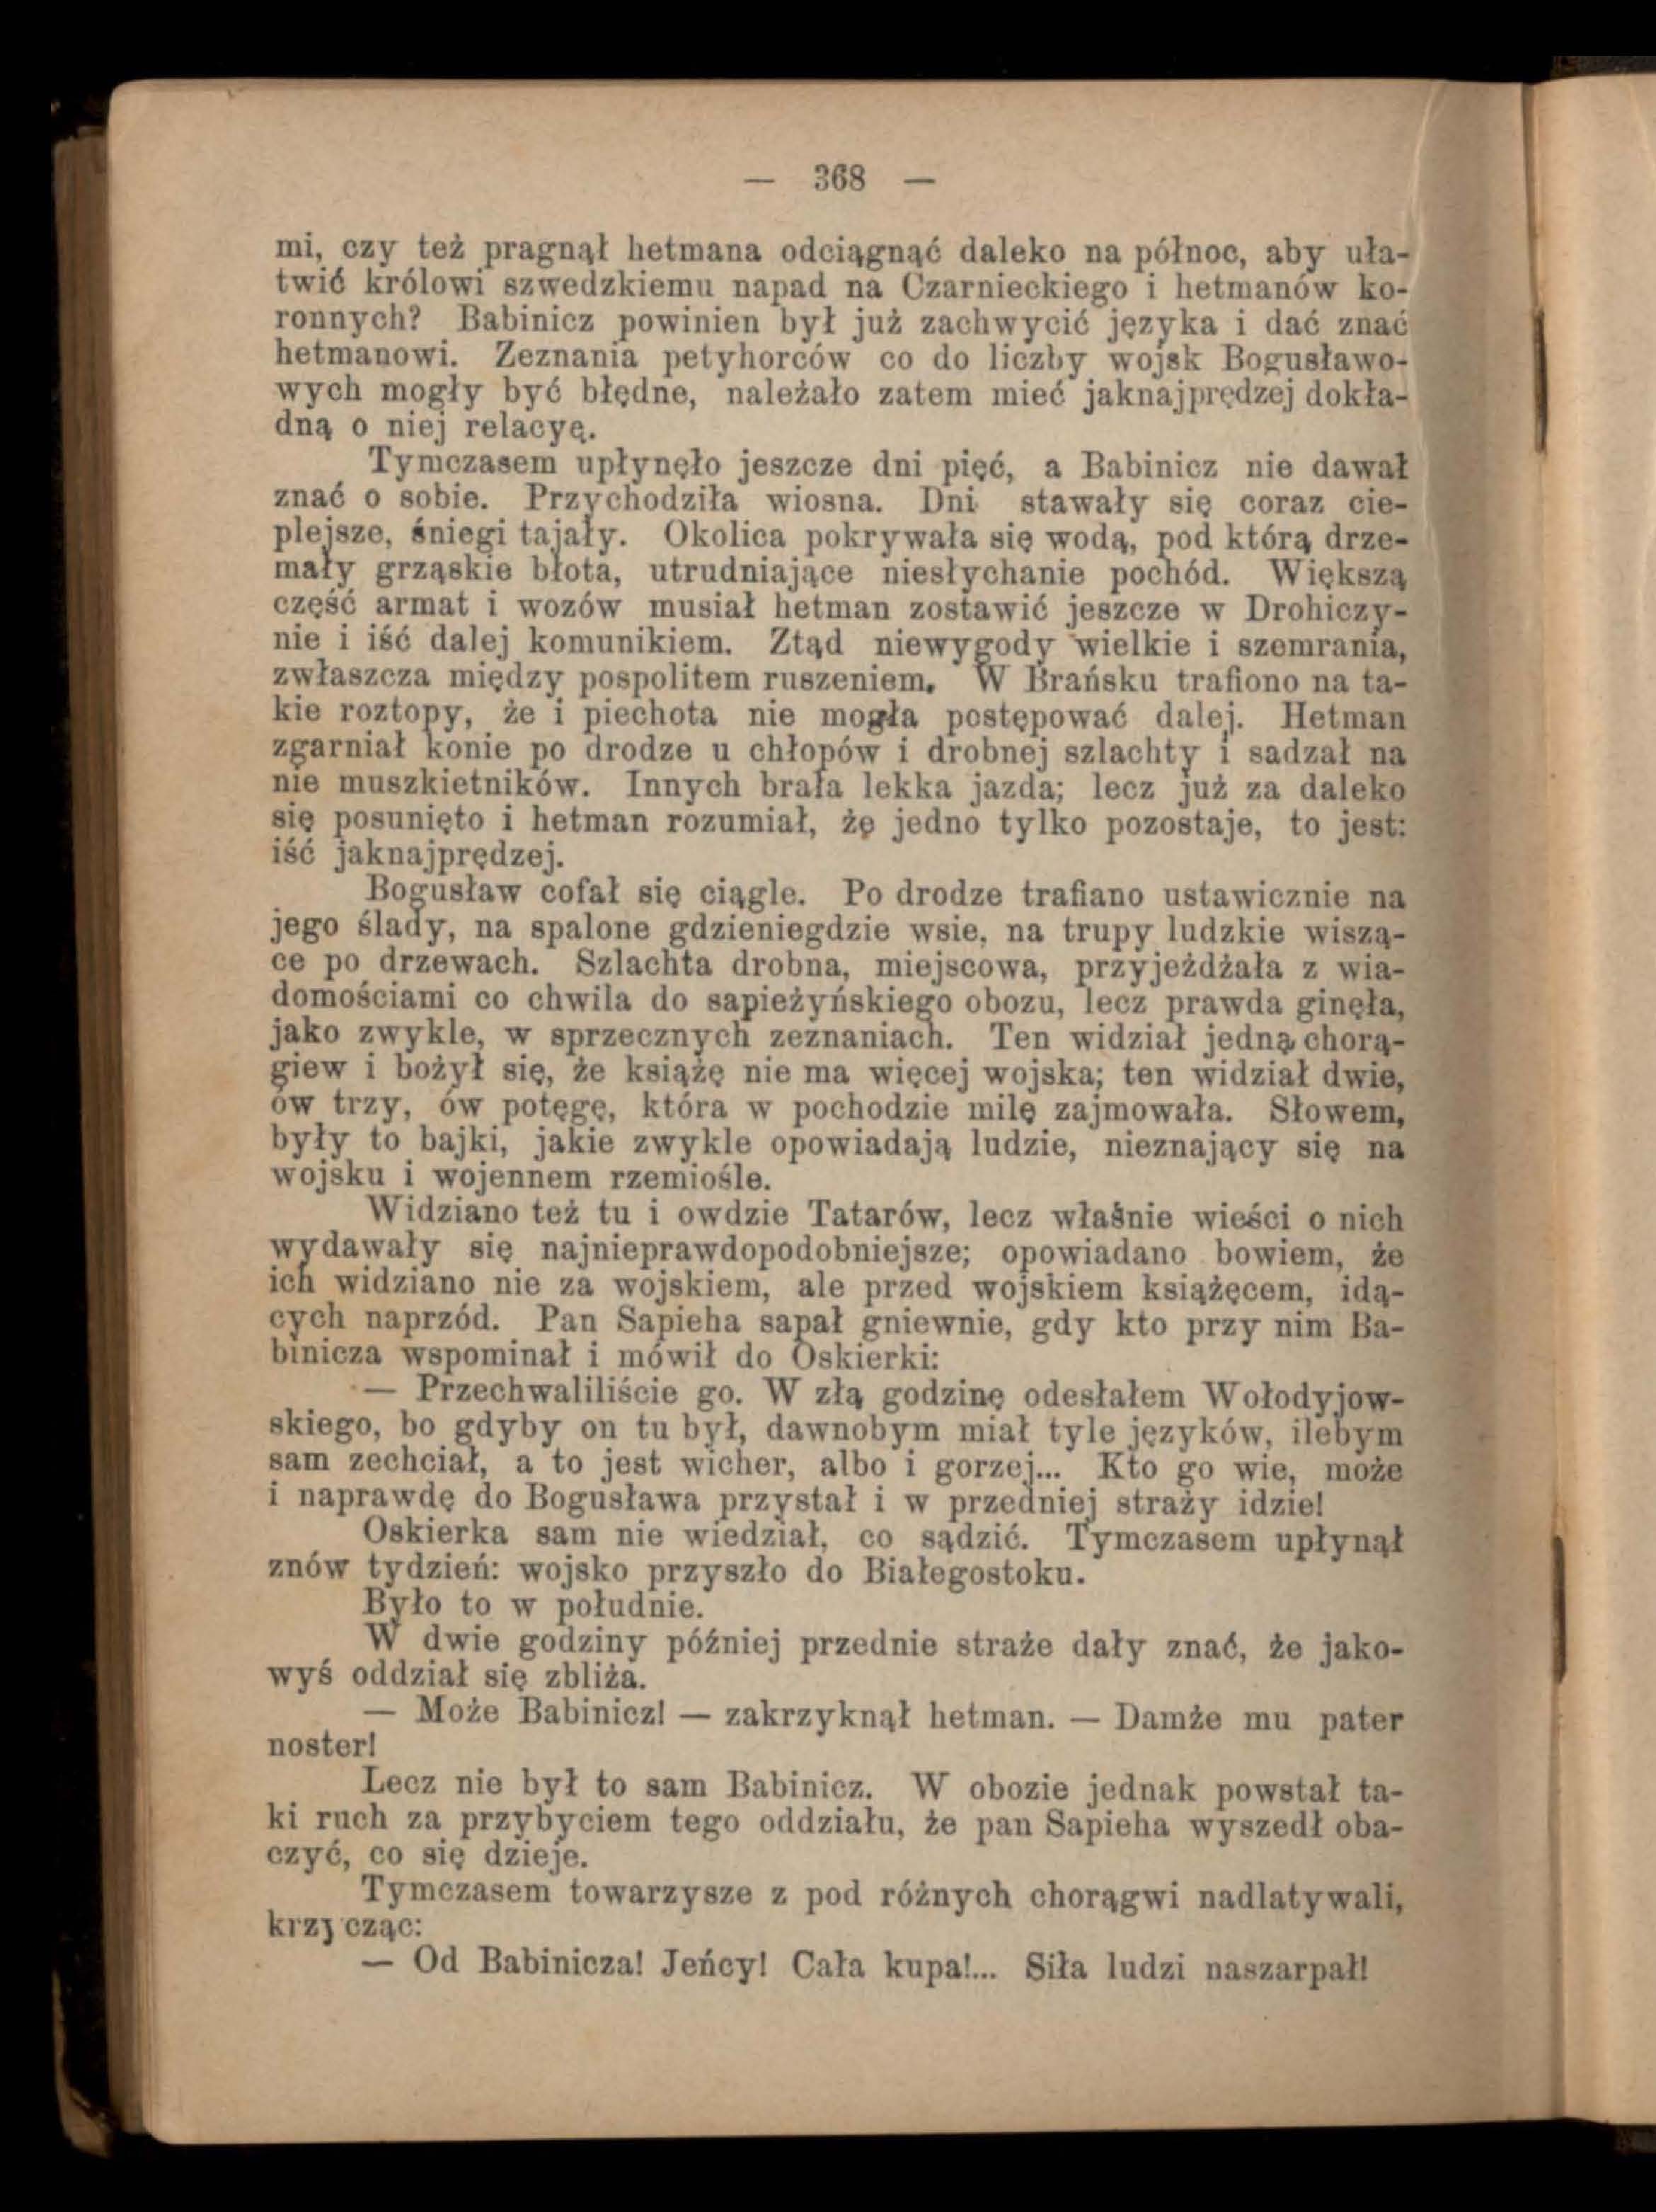 — 368 —
mi, czy też pragnął hetmana odciągnąć daleko na północ, aby uła-
twić królowi szwedzkiemu napad na Czarnieckiego i hetmanów ko-
ronnych? Babinicz powinien był już zachwycić języka i dać znać
hetmanowi. Zeznania petyhorców co do liczby wojsk Bogusławo-
wych mogły być błędne, należało zatem mieć jaknajprędzej dokła-
dną o niej relacyę.
Tymczasem upłynęło jeszcze dni pięć, a Babinicz nie dawał
znać o sobie. Przychodziła wiosna. Dni stawały się coraz cie-
plejsze, śniegi tajały. Okolica pokrywała się wodą, pod którą drze-
mały grząskie błota, utrudniające niesłychanie pochód. Większą
część armat i wozów musiał hetman zostawić jeszcze w Drohiczy-
nie i iść dalej komunikiem. Ztąd niewygody wielkie i szemrania,
zwłaszcza między pospolitem ruszeniem. W Brańsku trafiono na ta-
kie roztopy, że i piechota nie mogła postępować dalej. Hetman
zgarniał konie po drodze u chłopów i drobnej szlachty i sadzał na
nie muszkietników. Innych brała lekka jazda; lecz już za daleko
się posunięto i hetman rozumiał, żę jedno tylko pozostaje, to jest:
iść jaknajprędzej.
Bogusław cofał się ciągle. Po drodze trafiano ustawicznie na
jego ślady, na spalone gdzieniegdzie wsie, na trupy ludzkie wiszą-
ce po drzewach. Szlachta drobna, miejscowa, przyjeżdżała z wia-
domościami co chwila do sapieżyńskiego obozu, lecz prawda ginęła,
jako zwykle, w sprzecznych zeznaniach. Ten widział jedną chorą-
giew i bożył się, że książę nie ma więcej wojska; ten widział dwie,
ów trzy, ów potęgę, która w pochodzie milę zajmowała. Słowem,
były to bajki, jakie zwykle opowiadają ludzie, nieznający się na
wojsku i wojennem rzemiośle.
Widziano też tu i owdzie Tatarów, lecz właśnie wieści o nich
wydawały się najnieprawdopodobniejsze; opowiadano bowiem, że
ich widziano nie za wojskiem, ale przed wojskiem książęcem, idą-
cych naprzód. Pan Sapieha sapał gniewnie, gdy kto przy nim Ba-
binicza wspominał i mówił do Oskierki:
— Przechwaliliście go. W złą godzinę odesłałem Wołodyjow-
skiego, bo gdyby on tu był, dawnobym miał tyle języków, ilebym
sam zechciał, a to jest wicher, albo i gorzej... Kto go wie, może
i naprawdę do Bogusława przystał i w przedniej straży idzie!
Oskierka sam nie wiedział, co sądzić. Tymczasem upłynął
znów tydzień: wojsko przyszło do Białegostoku.
Było to w południe.
W dwie godziny później przednie straże dały znać, że jako-
wyś oddział się zbliża.
— Może Babinicz! — zakrzyknął hetman. — Damże mu pater
noster!
Lecz nie był to sam Babinicz. W obozie jednak powstał ta-
ki ruch za przybyciem tego oddziału, że pan Sapieha wyszedł oba-
czyć, co się dzieje.
Tymczasem towarzysze z pod różnych chorągwi nadlatywali,
krzycząc:
— Od Babinicza! Jeńcy! Cała kupa!... Siła ludzi naszarpał!